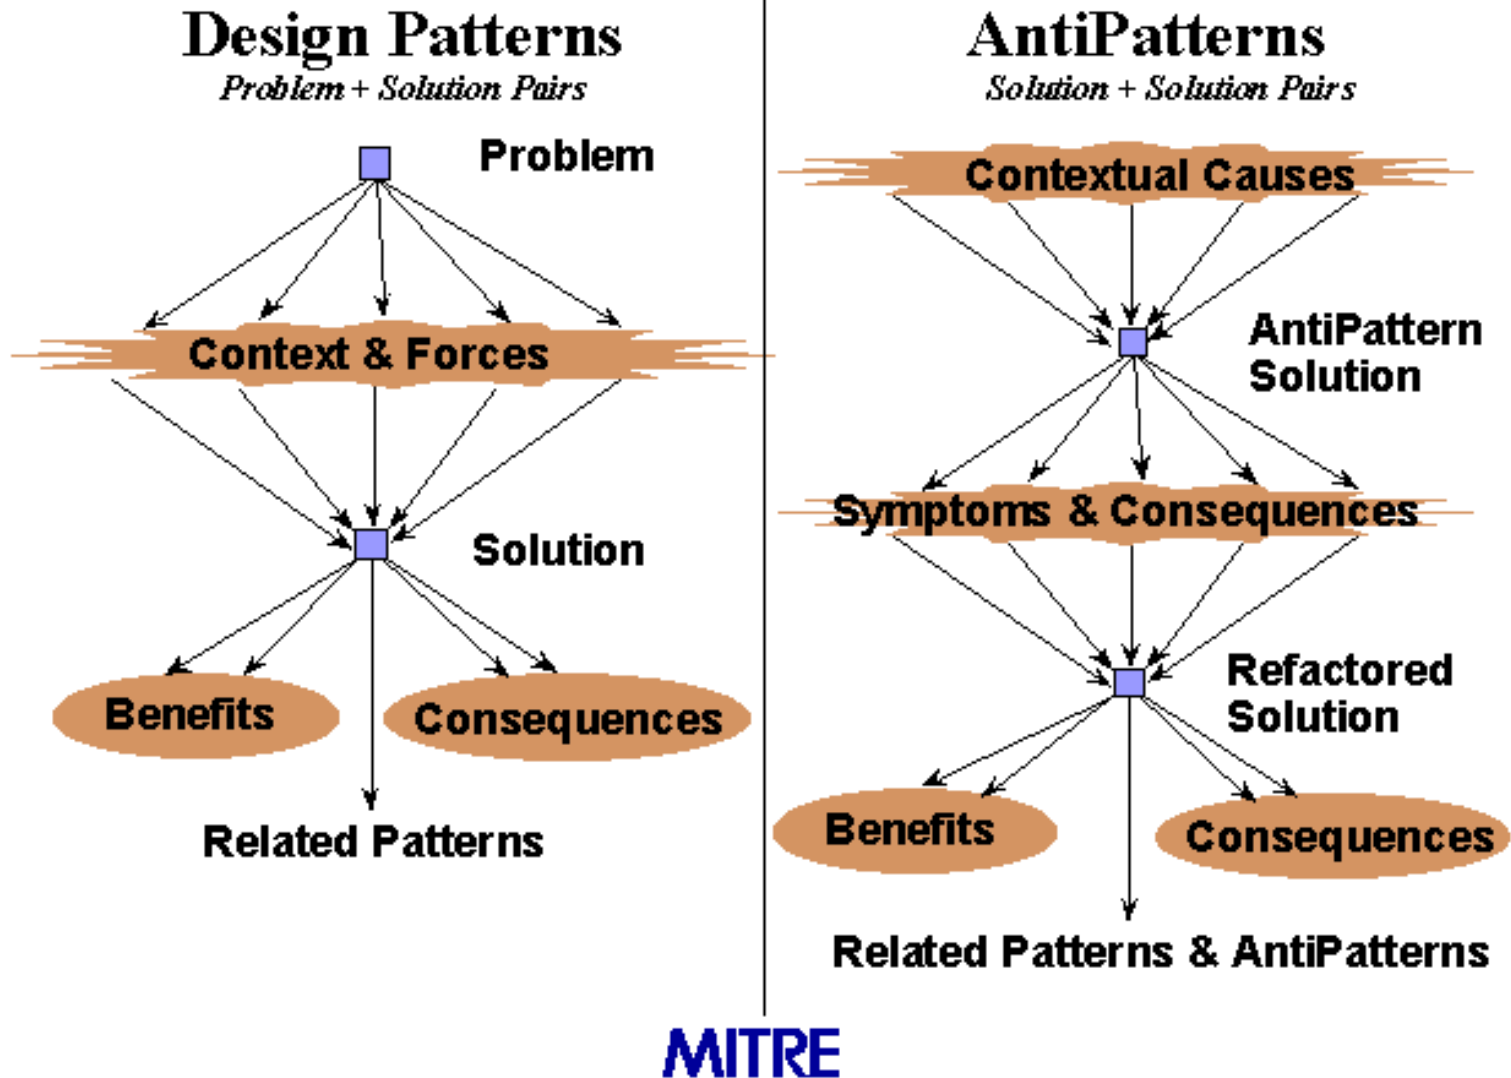 Design Patterns
Problem + Solution Pairs
Problem
Context & Forces
Solution
Benefits
Consequences
Related Patterns
AntiPatterns
Solution + Solution Pairs
Contextual Causes
AntiPattern
Solution
Symptoms & Consequences
Refactored
Solution
Benefits
Consequences
Related Patterns & AntiPatterns
MITRE